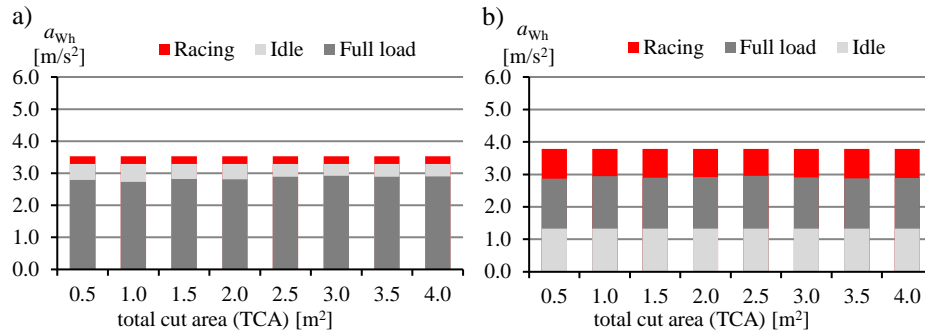 a)
a_Wh
[m/s²]
Racing Idle Full load
6.0
5.0
4.0
3.0
2.0
1.0
0.0
0.5 1.0 1.5 2.0 2.5 3.0 3.5 4.0
total cut area (TCA) [m²]
b)
a_Wh
[m/s²]
Racing Full load Idle
6.0
5.0
4.0
3.0
2.0
1.0
0.0
0.5 1.0 1.5 2.0 2.5 3.0 3.5 4.0
total cut area (TCA) [m²]